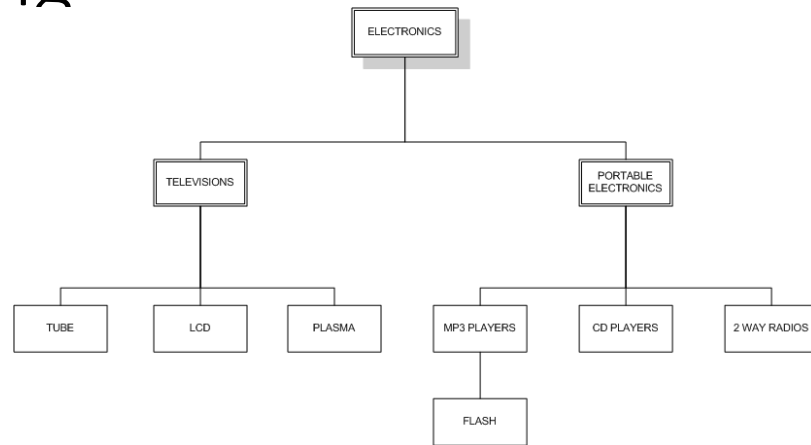 ELECTRONICS
TELEVISIONS
PORTABLE
ELECTRONICS
TUBE
LCD
PLASMA
MP3 PLAYERS
CD PLAYERS
2 WAY RADIOS
FLASH